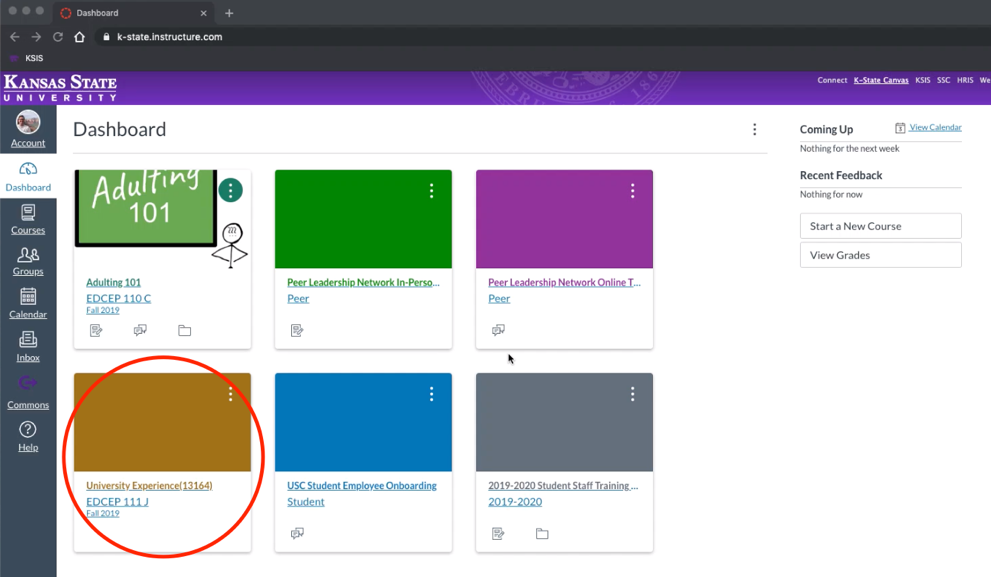 Dashboard
k-state.instructure.com
KSIS
KANSAS STATE
UNIVERSITY
Connect K-State Canvas KSIS SSC HRIS We
Account
Dashboard
Courses
Groups
Calendar
Inbox
Commons
Help
Dashboard
Adulting
101
Adulting 101
EDCEP 110 C
Fall 2019
Peer Leadership Network In-Perso...
Peer
Peer Leadership Network Online T...
Peer
University Experience(13164)
EDCEP 111 J
Fall 2019
USC Student Employee Onboarding
Student
2019-2020 Student Staff Training ...
2019-2020
Coming Up
View Calendar
Nothing for the next week
Recent Feedback
Nothing for now
Start a New Course
View Grades